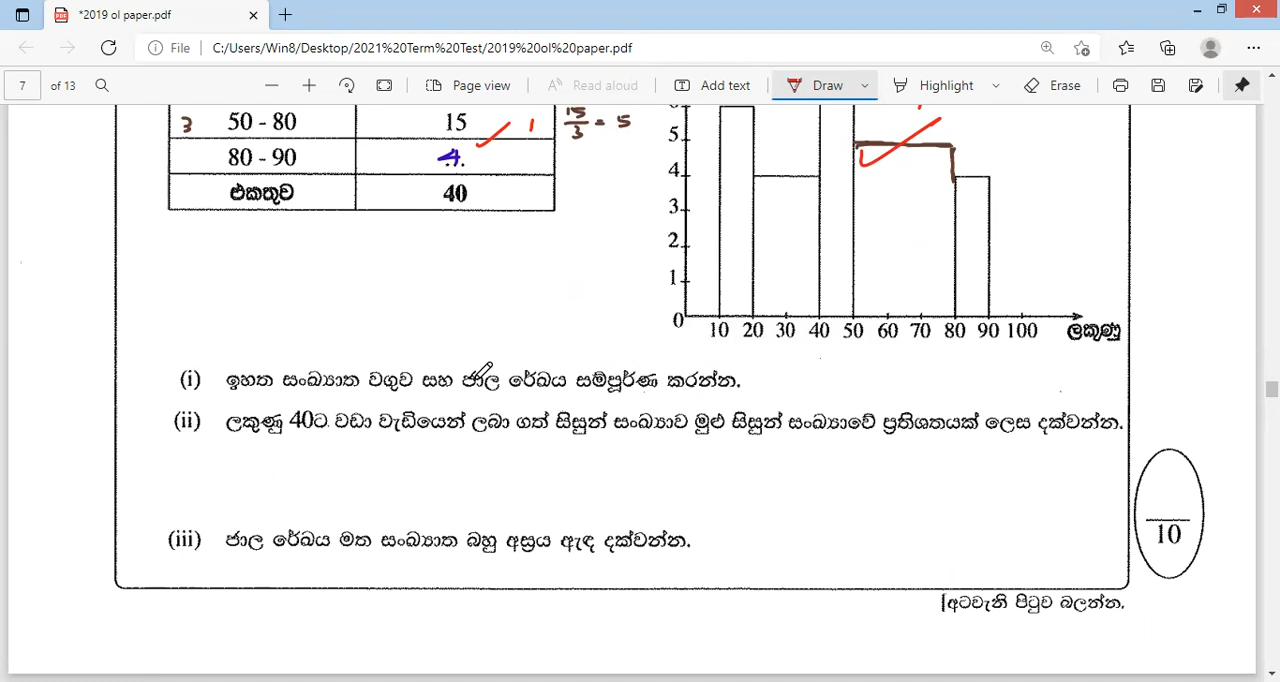 *2019 ol paper.pdf
File C:/Users/Win8/Desktop/2021%20Term%20Test/2019%20ol%20paper.pdf
7 of 13 Page view Read aloud Add text Draw Highlight Erase
3 50 - 80 15 1 15/3 = 5
80 - 90 4
එකතුව 40
5
4
3
2
1
0
10 20 30 40 50 60 70 80 90 100 ලකුණු
(i) ඉහත සංඛ්‍යාත වගුව සහ ජාල රේඛය සම්පූර්ණ කරන්න.
(ii) ලකුණු 40ට වඩා වැඩියෙන් ලබා ගත් සිසුන් සංඛ්‍යාව මුළු සිසුන් සංඛ්‍යාවේ ප්‍රතිශතයක් ලෙස දක්වන්න.
(iii) ජාල රේඛය මත සංඛ්‍යාත බහු අස්‍රය ඇඳ දක්වන්න.
10
[අටවැනි පිටුව බලන්න.